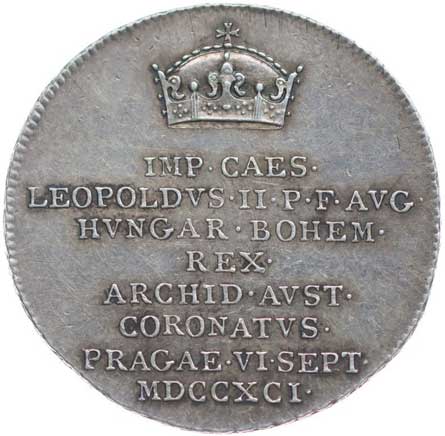 IMP·CAES·
LEOPOLDVS·II·P·F·AVG
HVNGAR·BOHEM·
REX·
ARCHID·AVST·
CORONATVS·
PRAGAE·VI·SEPT·
MDCCXCI·